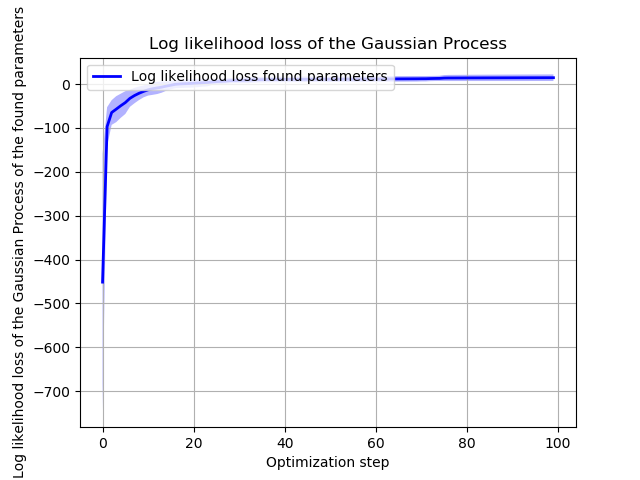 Log likelihood loss of the Gaussian Process
Log likelihood loss of the Gaussian Process of the found parameters
Log likelihood loss found parameters
0
−100
−200
−300
−400
−500
−600
−700
0 20 40 60 80 100
Optimization step